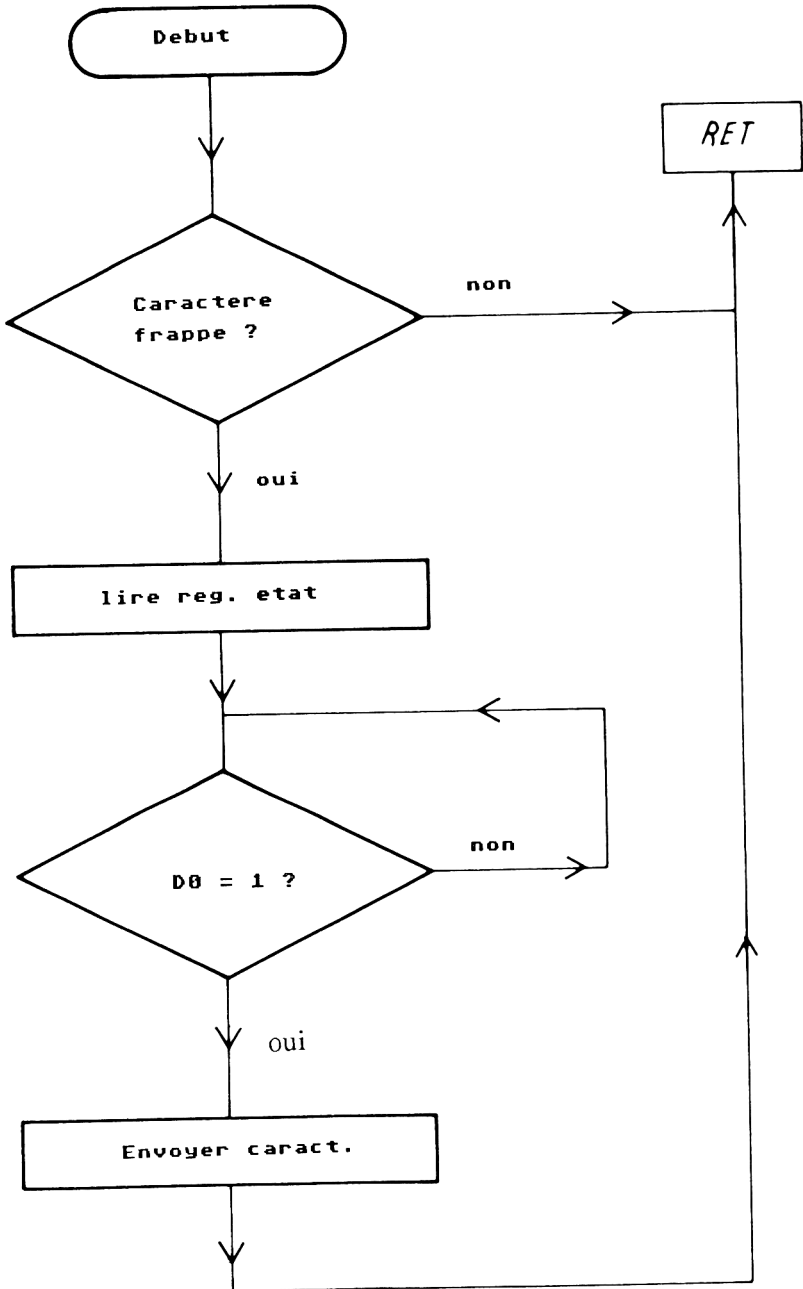 Debut
RET
non
Caractere
frappe ?
oui
lire reg. etat
non
D0 = 1 ?
oui
Envoyer caract.